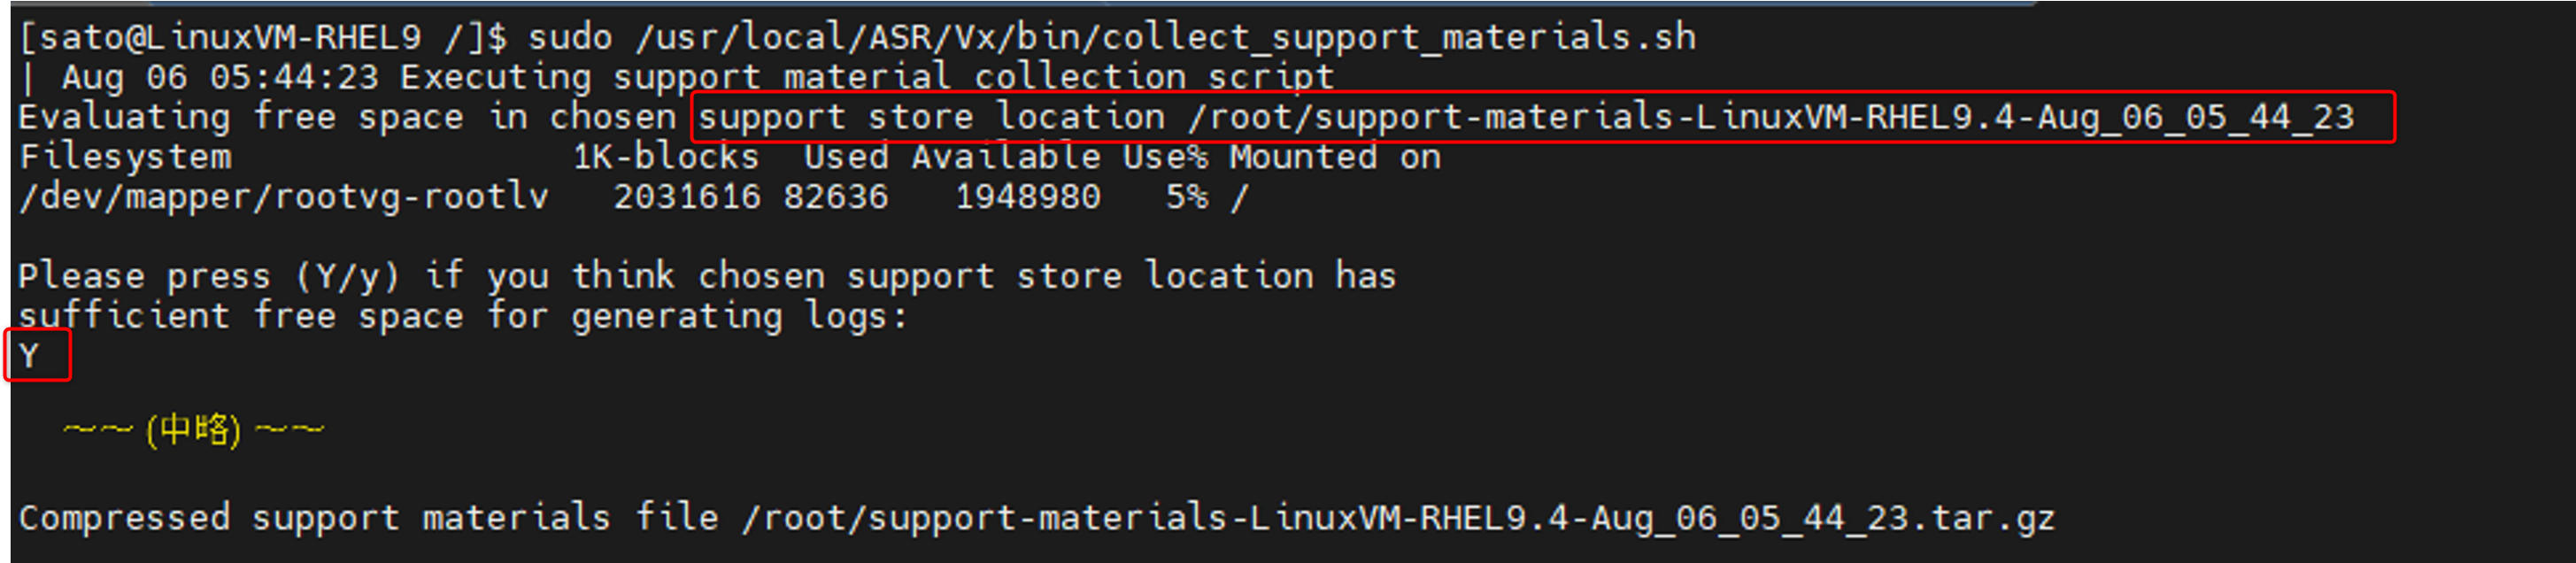 [sato@LinuxVM-RHEL9 /]$ sudo /usr/local/ASR/Vx/bin/collect_support_materials.sh
| Aug 06 05:44:23 Executing support material collection script
Evaluating free space in chosen support store location /root/support-materials-LinuxVM-RHEL9.4-Aug_06_05_44_23
Filesystem                1K-blocks  Used Available Use% Mounted on
/dev/mapper/rootvg-rootlv   2031616 82636   1948980   5% /
Please press (Y/y) if you think chosen support store location has
sufficient free space for generating logs:
Y
～～ (中略) ～～
Compressed support materials file /root/support-materials-LinuxVM-RHEL9.4-Aug_06_05_44_23.tar.gz